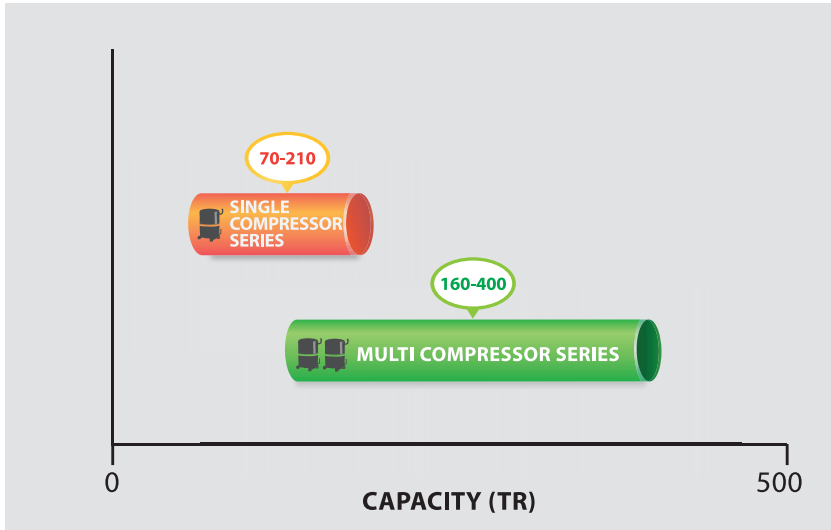 70-210
SINGLE
COMPRESSOR
SERIES
160-400
MULTI COMPRESSOR SERIES
0
500
CAPACITY (TR)